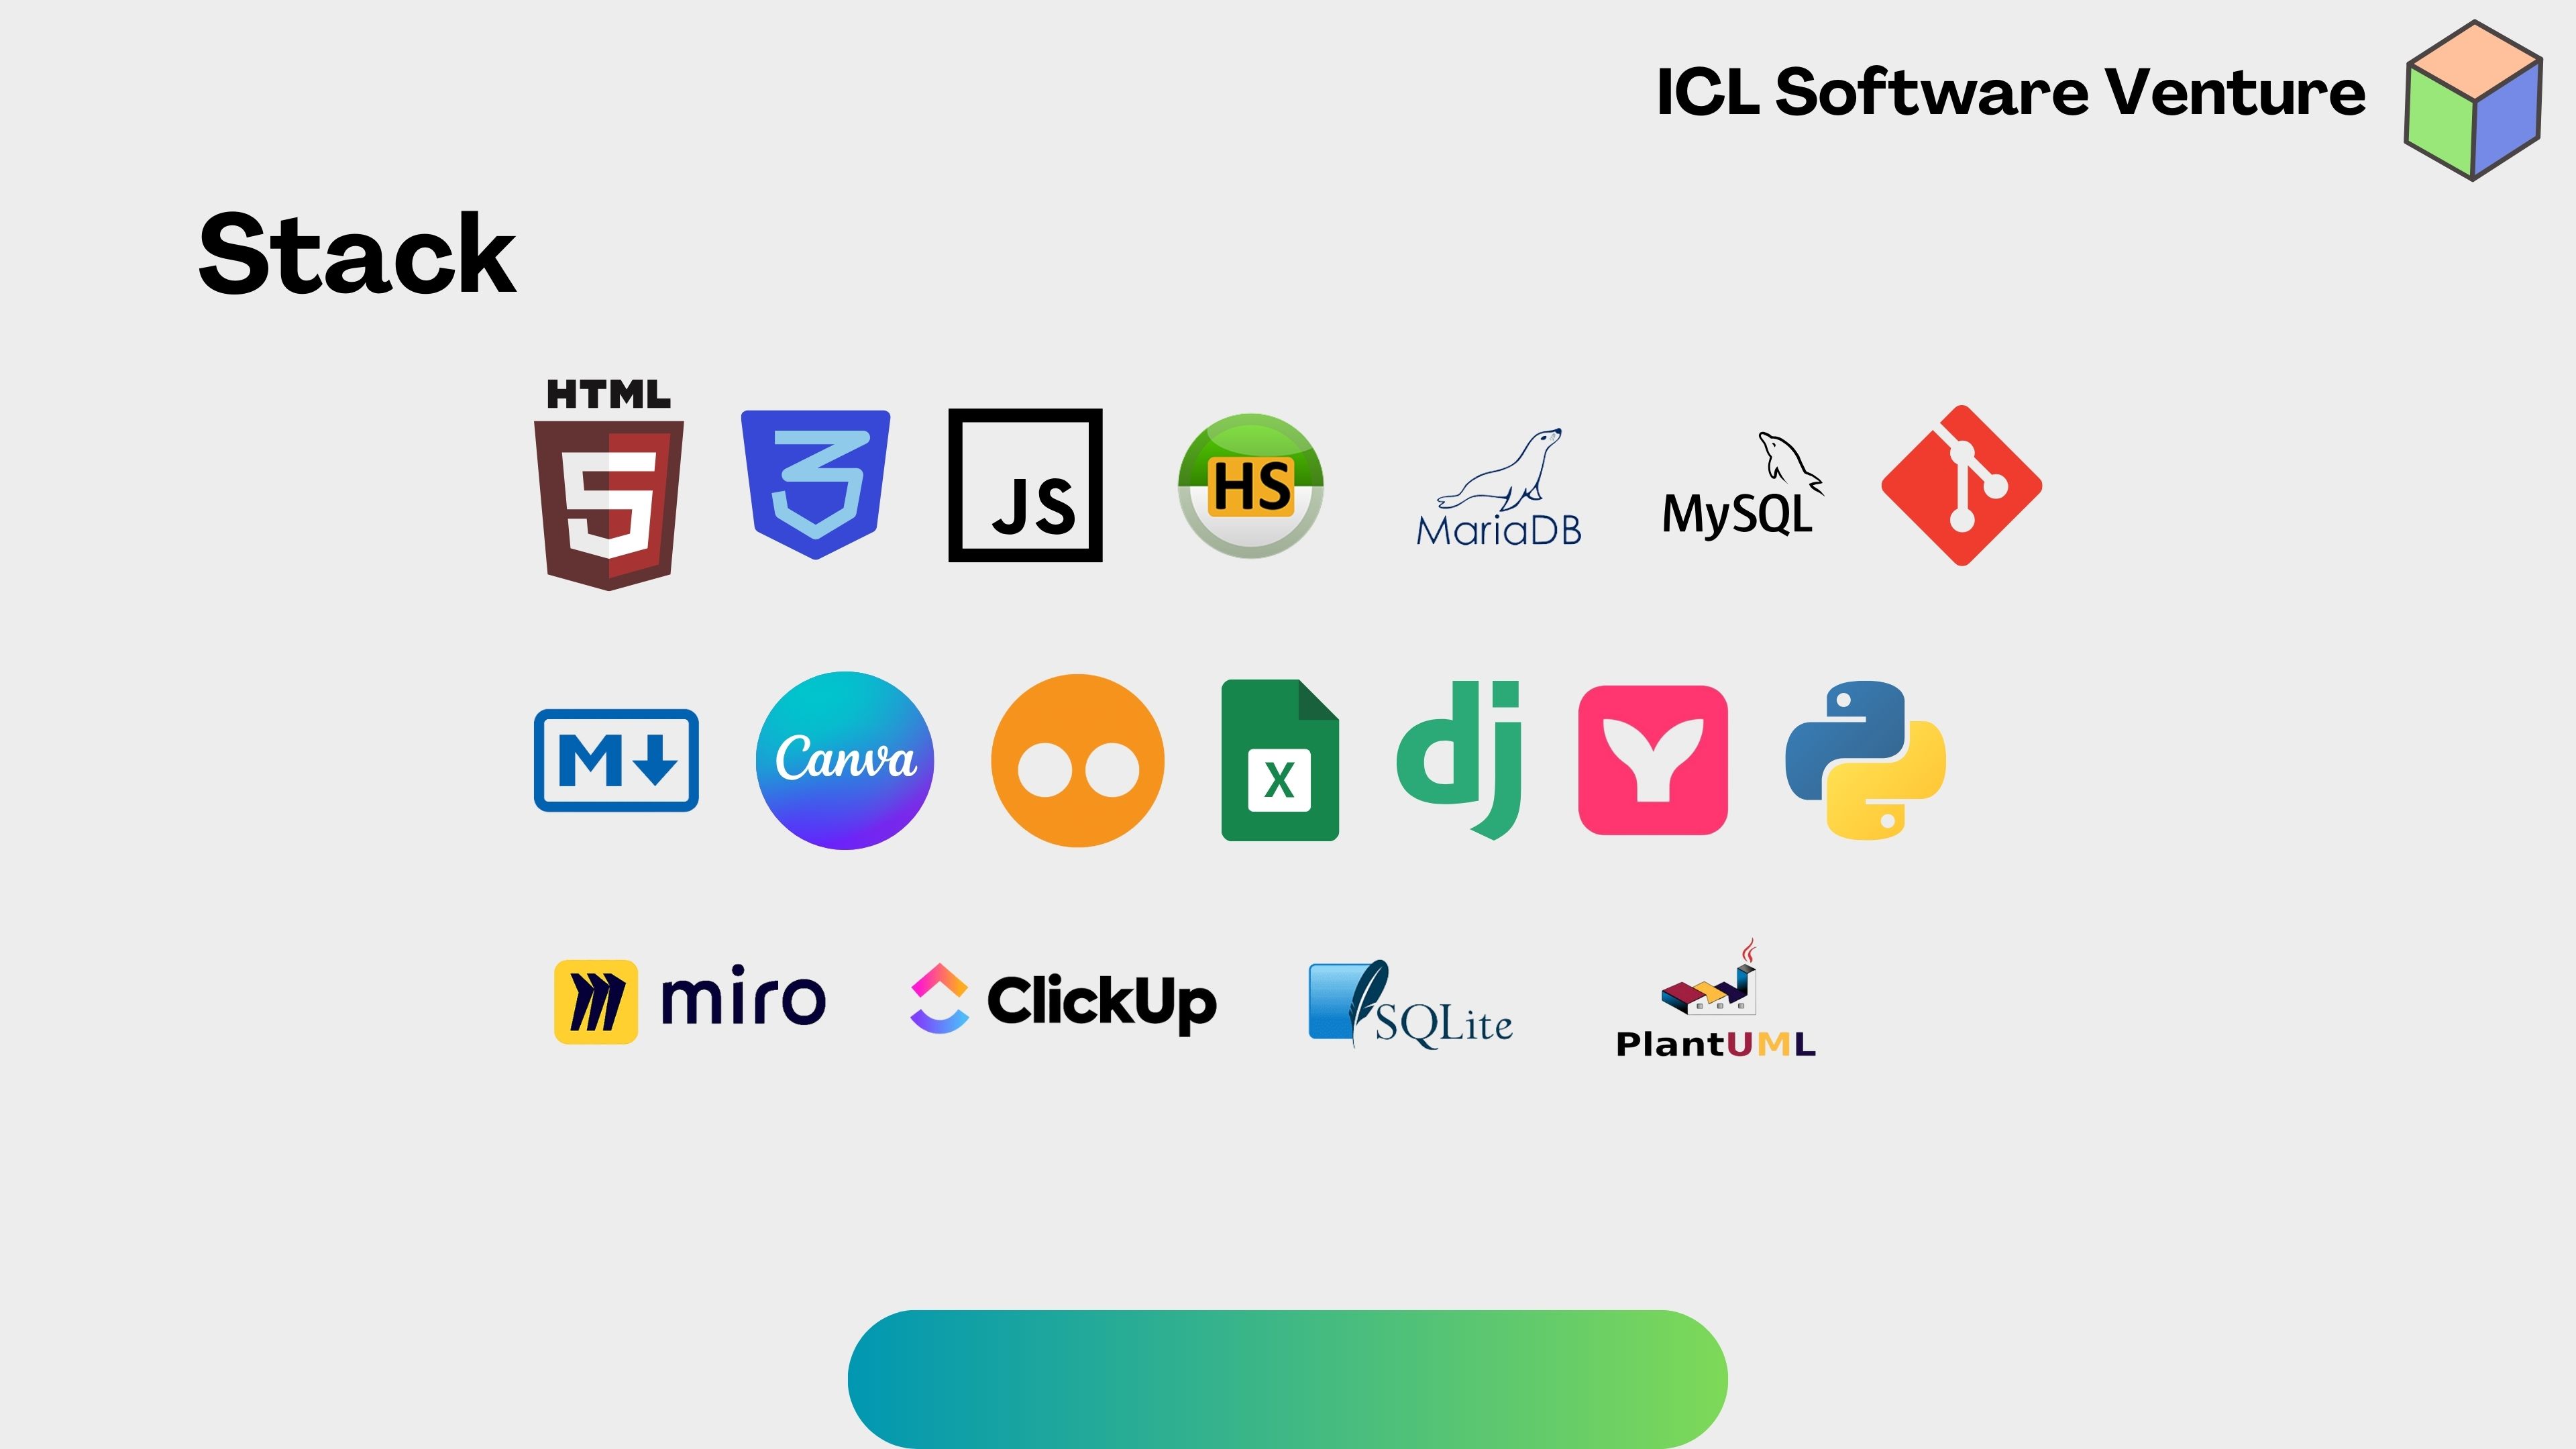 ICL Software Venture
Stack
HTML
5
3
JS
HS
MariaDB
MySQL
M
Canva
X
dj
miro
ClickUp
SQLite
PlantUML